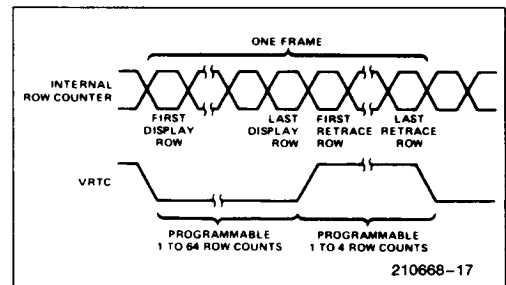 ONE FRAME
INTERNAL
ROW COUNTER
FIRST
DISPLAY
ROW
LAST
DISPLAY
ROW
FIRST
RETRACE
ROW
LAST
RETRACE
ROW
VRTC
PROGRAMMABLE
1 TO 64 ROW COUNTS
PROGRAMMABLE
1 TO 4 ROW COUNTS
210668-17